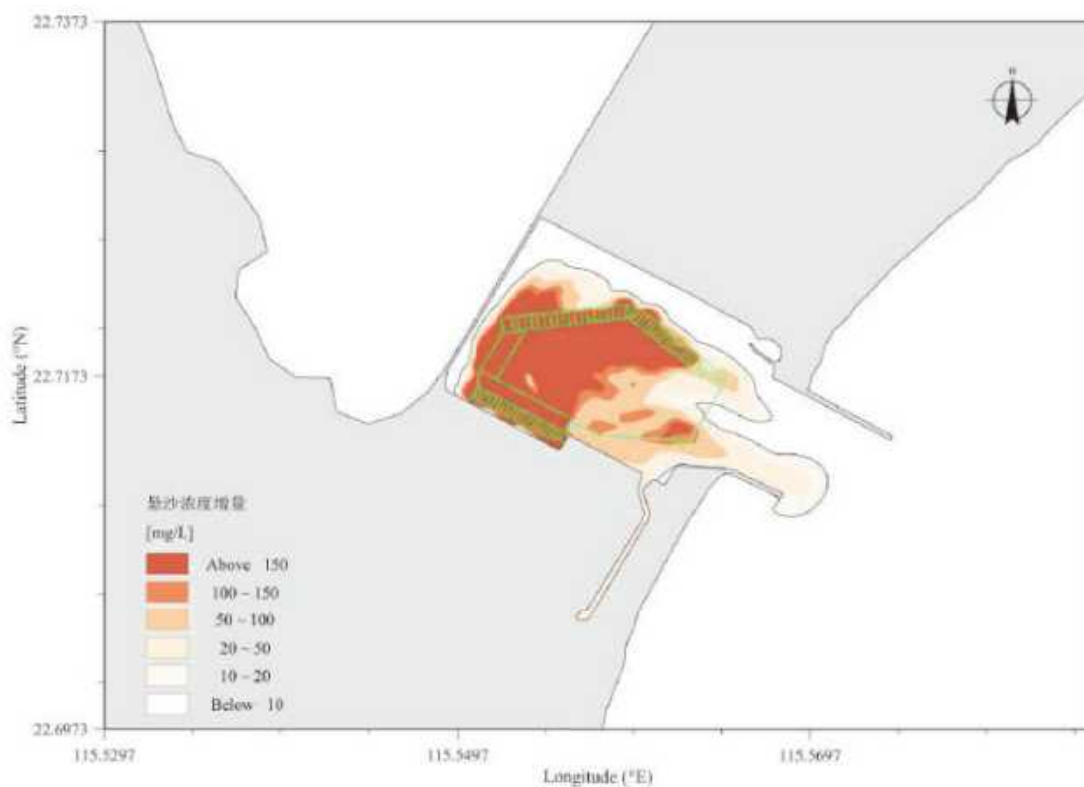 22.7373
N
22.7173
Latitude (°N)
悬沙浓度增量
[mg/L]
Above 150
100 ~ 150
50 ~ 100
20 ~ 50
10 ~ 20
Below 10
22.6973
115.5297
115.5497
115.5697
Longitude (°E)